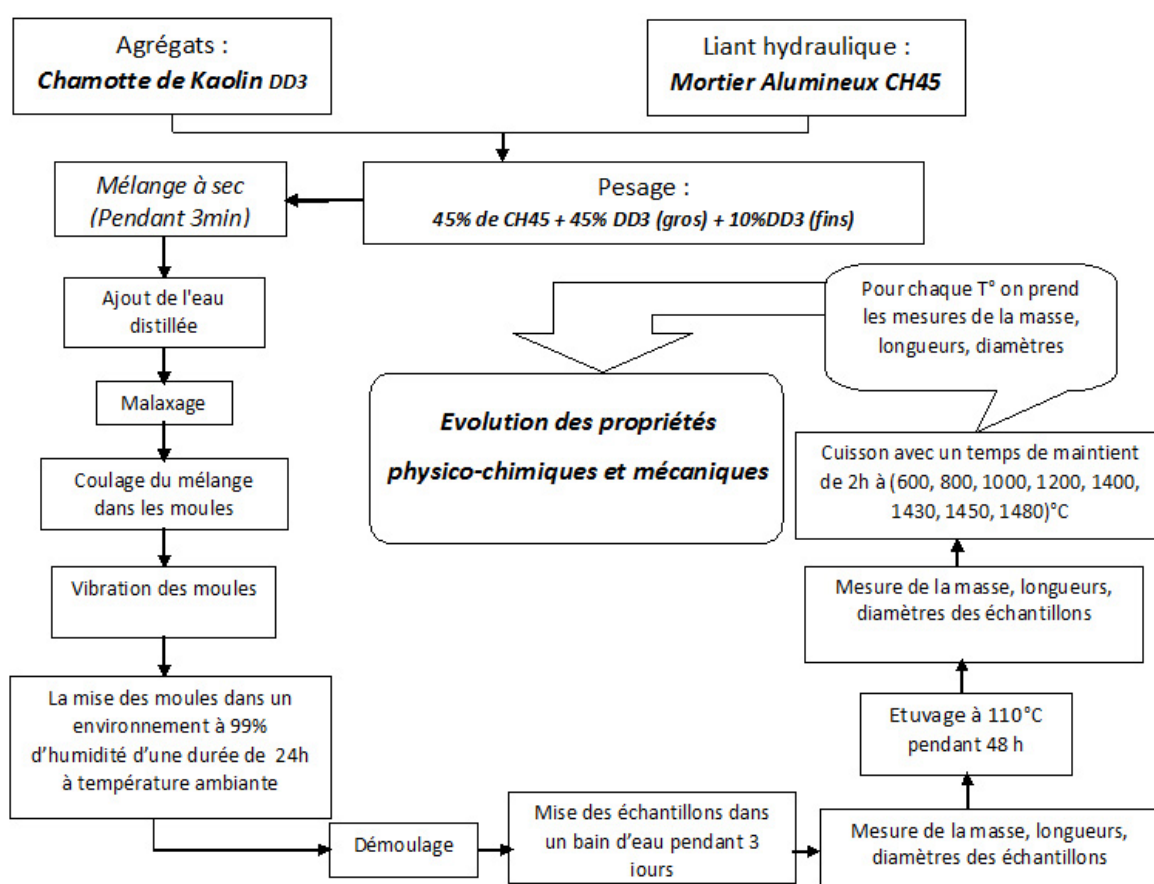 Agrégats :
Chamotte de Kaolin DD3
Liant hydraulique :
Mortier Alumineux CH45
Pesage :
45% de CH45 + 45% DD3 (gros) + 10%DD3 (fins)
Mélange à sec
(Pendant 3min)
Ajout de l'eau
distillée
Malaxage
Coulage du mélange
dans les moules
Vibration des moules
La mise des moules dans un
environnement à 99%
d’humidité d’une durée de 24h
à température ambiante
Démoulage
Mise des échantillons dans
un bain d’eau pendant 3
iours
Mesure de la masse, longueurs,
diamètres des échantillons
Etuvage à 110°C
pendant 48 h
Mesure de la masse, longueurs,
diamètres des échantillons
Cuisson avec un temps de maintient
de 2h à (600, 800, 1000, 1200, 1400,
1430, 1450, 1480)°C
Pour chaque T° on prend
les mesures de la masse,
longueurs, diamètres
Evolution des propriétés
physico-chimiques et mécaniques